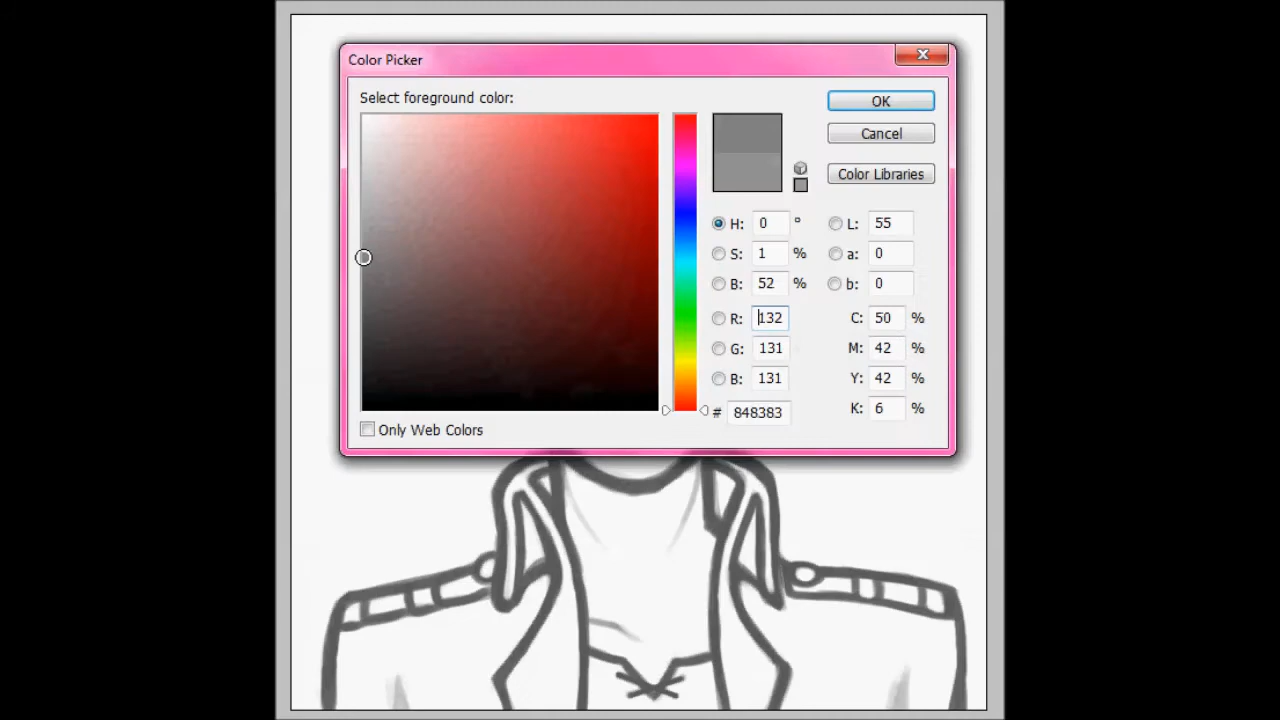 Color Picker
Select foreground color:
OK
Cancel
Color Libraries
H: 0 ° L: 55
S: 1 % a: 0
B: 52 % b: 0
R: 132 C: 50 %
G: 131 M: 42 %
B: 131 Y: 42 %
# 848383 K: 6 %
Only Web Colors